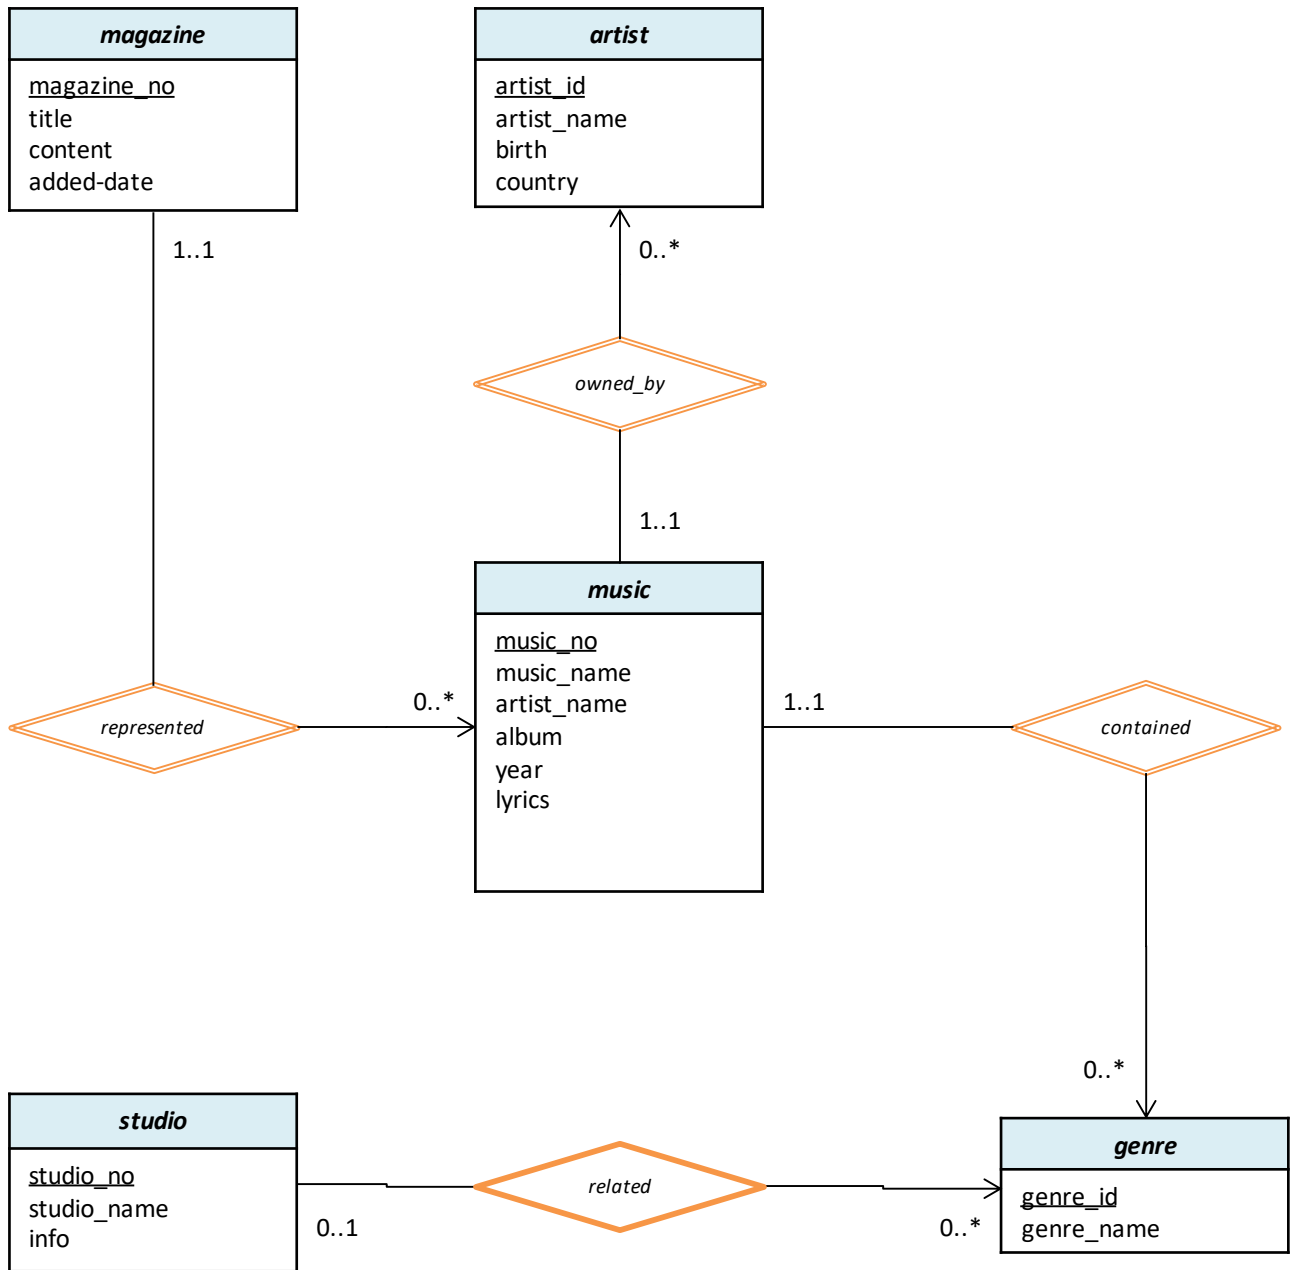 magazine
magazine_no
title
content
added-date
artist
artist_id
artist_name
birth
country
1..1
0..*
owned_by
1..1
music
music_no
music_name
artist_name
album
year
lyrics
represented
0..*
1..1
contained
0..*
studio
studio_no
studio_name
info
0..1
related
0..*
genre
genre_id
genre_name